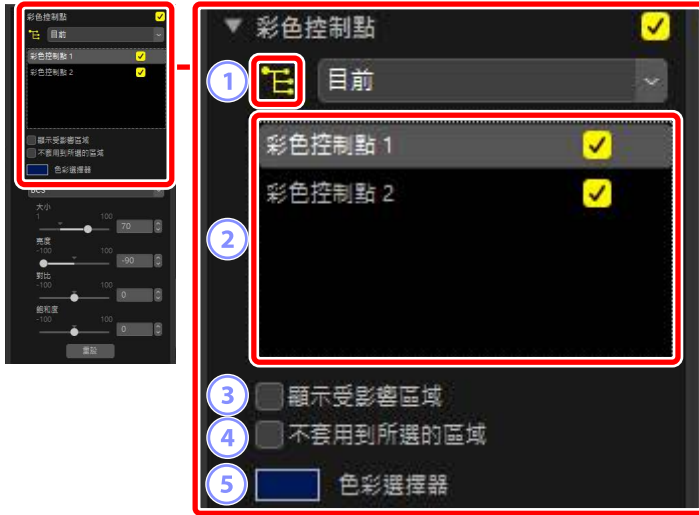 彩色控制點
目前
彩色控制點 1
彩色控制點 2
顯示受影響區域
不套用到所選的區域
色彩選擇器
BCS
大小
1 100
70
亮度
-100 100
-90
對比
-100 100
0
飽和度
-100 100
0
重設
彩色控制點
1 目前
彩色控制點 1
彩色控制點 2
2
3 顯示受影響區域
4 不套用到所選的區域
5 色彩選擇器